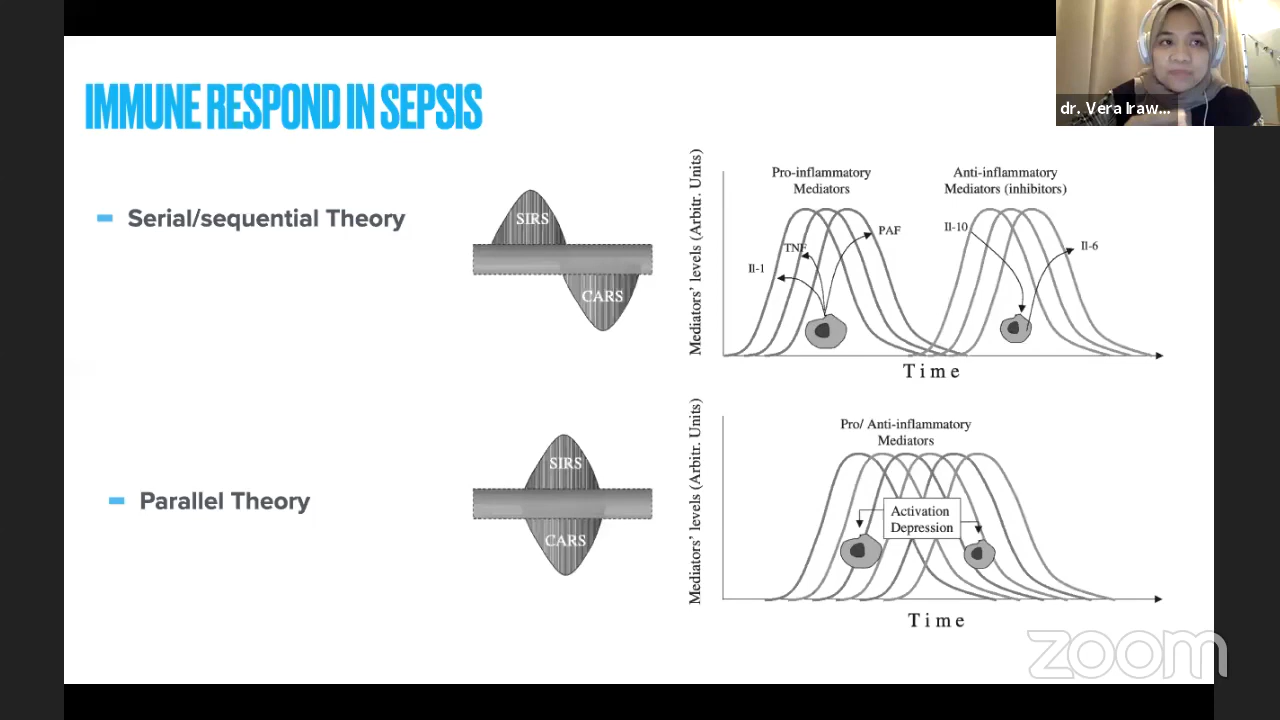 IMMUNE RESPOND IN SEPSIS
dr. Vera Iraw...
Serial/sequential Theory
SIRS
CARS
Mediators' levels (Arbitr. Units)
Pro-inflammatory
Mediators
Anti-inflammatory
Mediators (inhibitors)
Il-1
TNF
PAF
Il-10
Il-6
Time
Parallel Theory
SIRS
CARS
Mediators' levels (Arbitr. Units)
Pro/ Anti-inflammatory
Mediators
Activation
Depression
Time
zoom